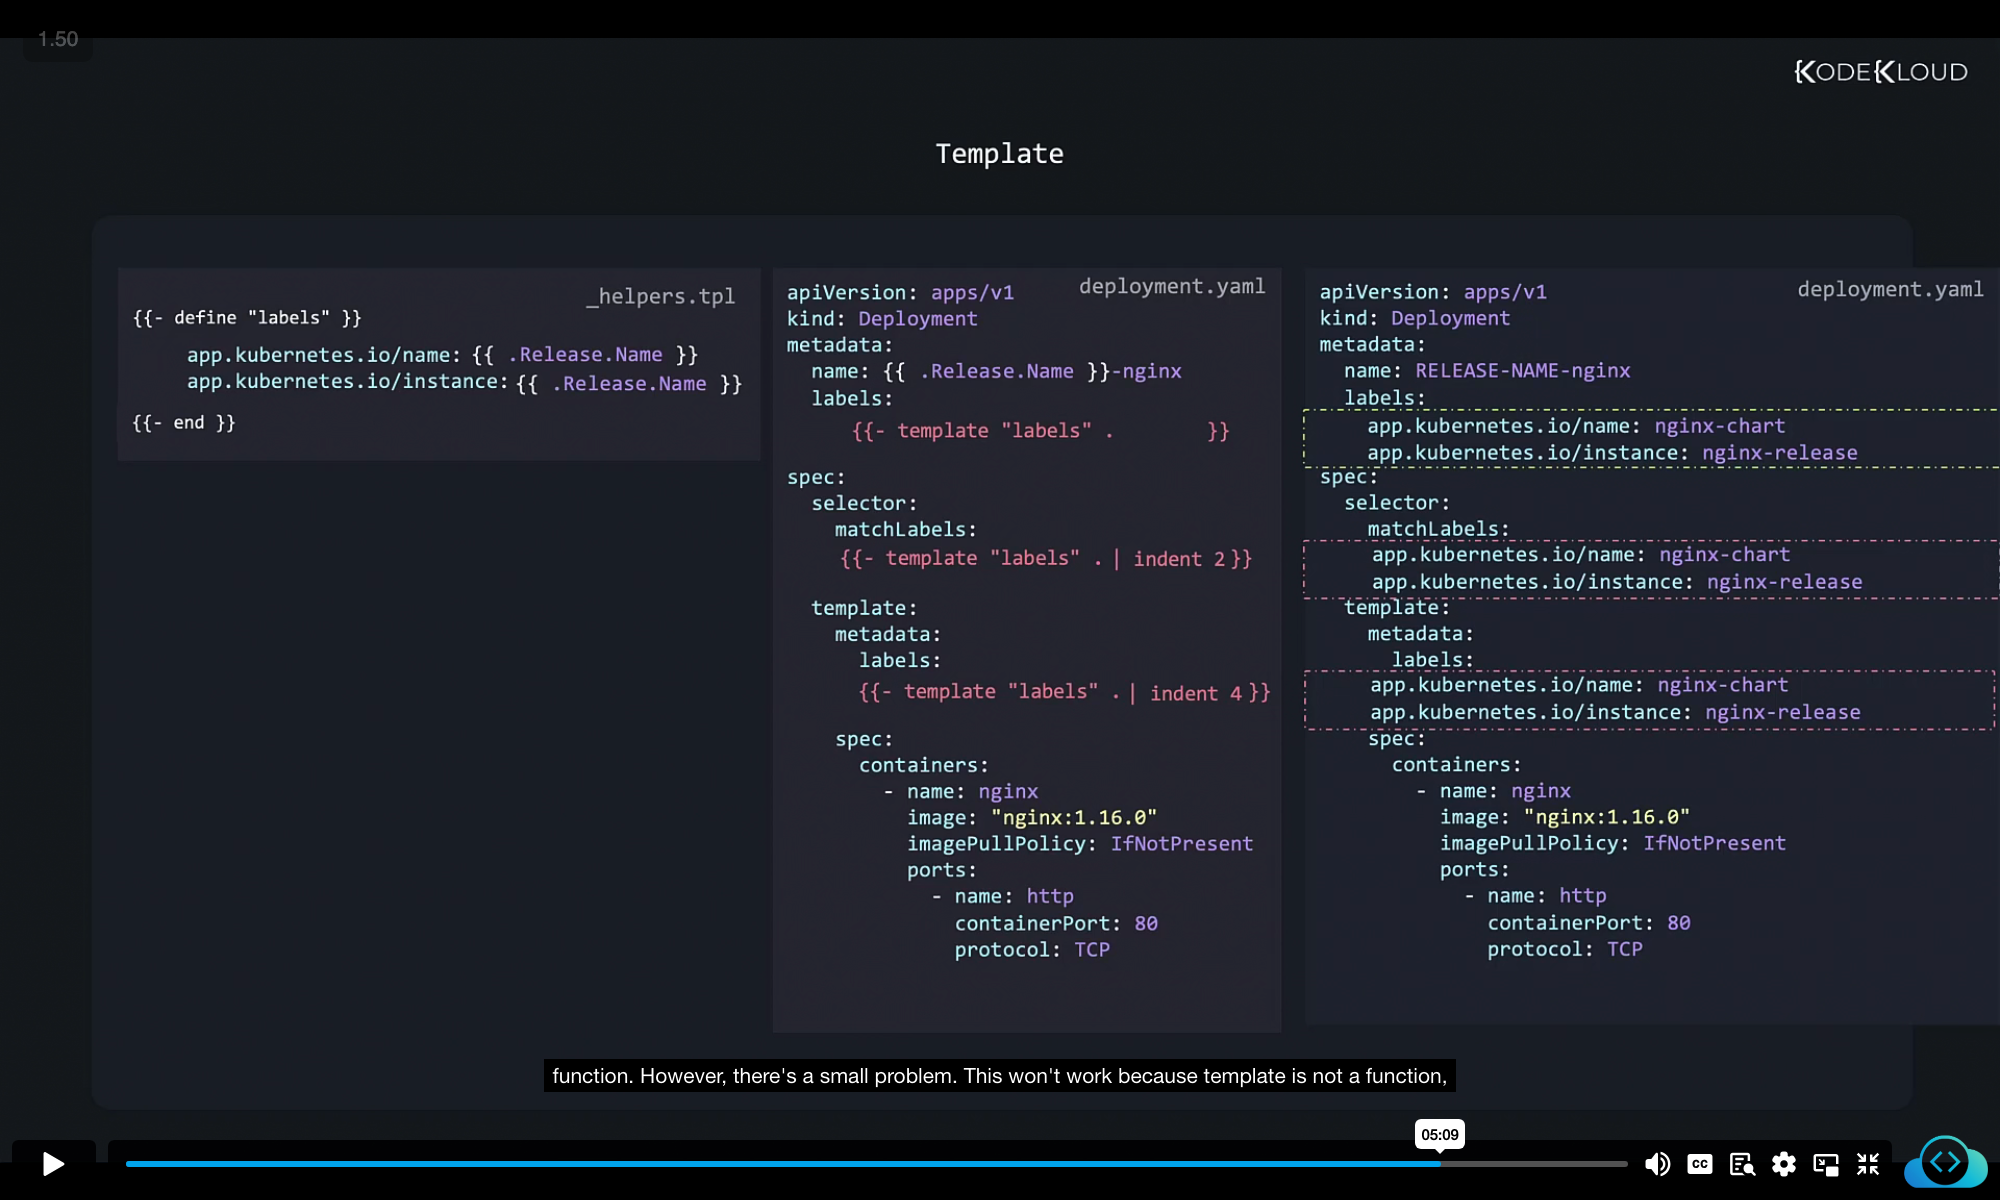 1.50
KODEKLOUD
Template
_helpers.tpl
{{- define "labels" }}
app.kubernetes.io/name: {{ .Release.Name }}
app.kubernetes.io/instance: {{ .Release.Name }}
{{- end }}
deployment.yaml
apiVersion: apps/v1
kind: Deployment
metadata:
name: {{ .Release.Name }}-nginx
labels:
{{- template "labels" . }}
spec:
selector:
matchLabels:
{{- template "labels" . | indent 2 }}
template:
metadata:
labels:
{{- template "labels" . | indent 4 }}
spec:
containers:
- name: nginx
image: "nginx:1.16.0"
imagePullPolicy: IfNotPresent
ports:
- name: http
containerPort: 80
protocol: TCP
deployment.yaml
apiVersion: apps/v1
kind: Deployment
metadata:
name: RELEASE-NAME-nginx
labels:
app.kubernetes.io/name: nginx-chart
app.kubernetes.io/instance: nginx-release
spec:
selector:
matchLabels:
app.kubernetes.io/name: nginx-chart
app.kubernetes.io/instance: nginx-release
template:
metadata:
labels:
app.kubernetes.io/name: nginx-chart
app.kubernetes.io/instance: nginx-release
spec:
containers:
- name: nginx
image: "nginx:1.16.0"
imagePullPolicy: IfNotPresent
ports:
- name: http
containerPort: 80
protocol: TCP
function. However, there's a small problem. This won't work because template is not a function,
05:09
CC